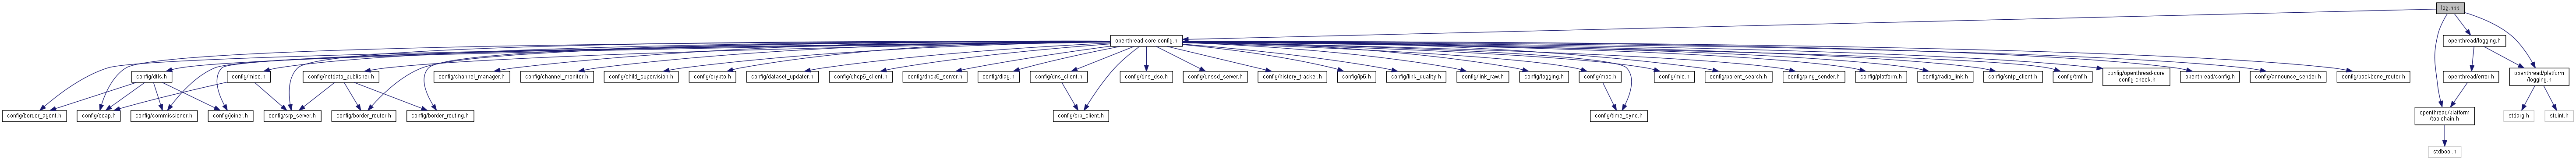 log.hpp
openthread-core-config.h
openthread/logging.h
config/dtls.h
config/misc.h
config/netdata_publisher.h
config/channel_manager.h
config/channel_monitor.h
config/child_supervision.h
config/crypto.h
config/dataset_updater.h
config/dhcp6_client.h
config/dhcp6_server.h
config/diag.h
config/dns_client.h
config/dns_dso.h
config/dnssd_server.h
config/history_tracker.h
config/ip6.h
config/link_quality.h
config/link_raw.h
config/logging.h
config/mac.h
config/mle.h
config/parent_search.h
config/ping_sender.h
config/platform.h
config/radio_link.h
config/sntp_client.h
config/tmf.h
config/openthread-core
-config-check.h
openthread/config.h
config/announce_sender.h
config/backbone_router.h
openthread/error.h
openthread/platform
/logging.h
config/border_agent.h
config/coap.h
config/commissioner.h
config/joiner.h
config/srp_server.h
config/border_router.h
config/border_routing.h
config/srp_client.h
config/time_sync.h
openthread/platform
/toolchain.h
stdarg.h
stdint.h
stdbool.h